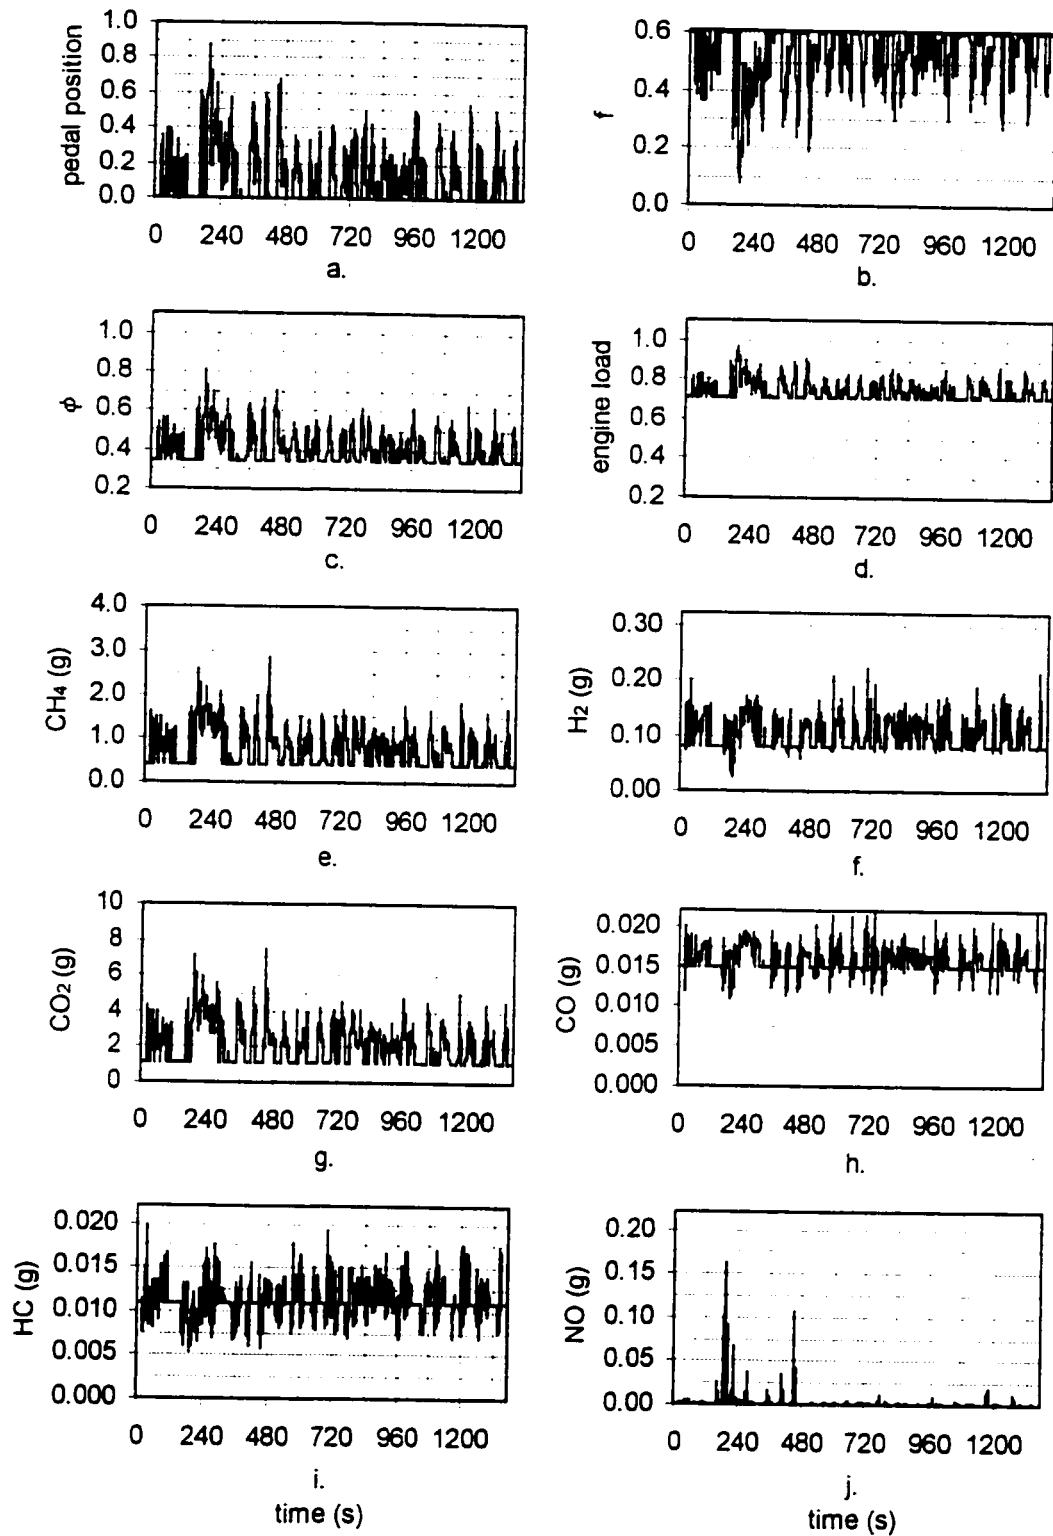 pedal position
1.0
0.8
0.6
0.4
0.2
0.0
0 240 480 720 960 1200
a.
f
0.6
0.4
0.2
0.0
0 240 480 720 960 1200
b.
ϕ
1.0
0.8
0.6
0.4
0.2
0 240 480 720 960 1200
c.
engine load
1.0
0.8
0.6
0.4
0.2
0 240 480 720 960 1200
d.
CH4 (g)
4.0
3.0
2.0
1.0
0.0
0 240 480 720 960 1200
e.
H2 (g)
0.30
0.20
0.10
0.00
0 240 480 720 960 1200
f.
CO2 (g)
10
8
6
4
2
0
0 240 480 720 960 1200
g.
CO (g)
0.020
0.015
0.010
0.005
0.000
0 240 480 720 960 1200
h.
HC (g)
0.020
0.015
0.010
0.005
0.000
0 240 480 720 960 1200
i.
time (s)
NO (g)
0.20
0.15
0.10
0.05
0.00
0 240 480 720 960 1200
j.
time (s)